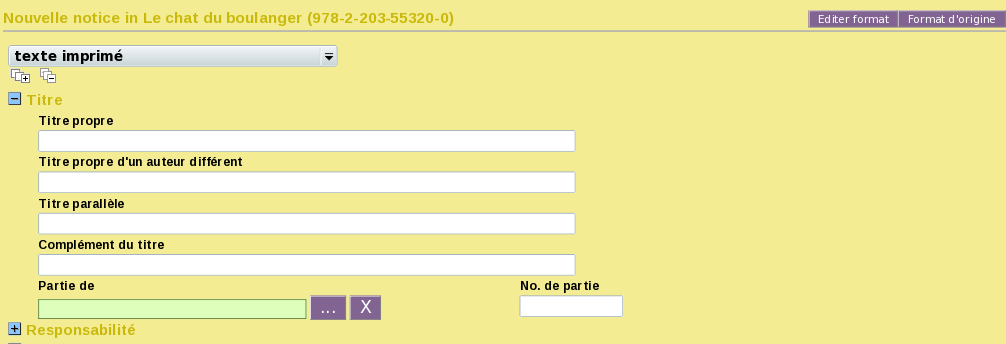 Nouvelle notice in Le chat du boulanger (978-2-203-55320-0)
Editer format Format d'origine
texte imprimé
Titre
Titre propre
Titre propre d'un auteur différent
Titre parallèle
Complément du titre
Partie de No. de partie
... X
Responsabilité